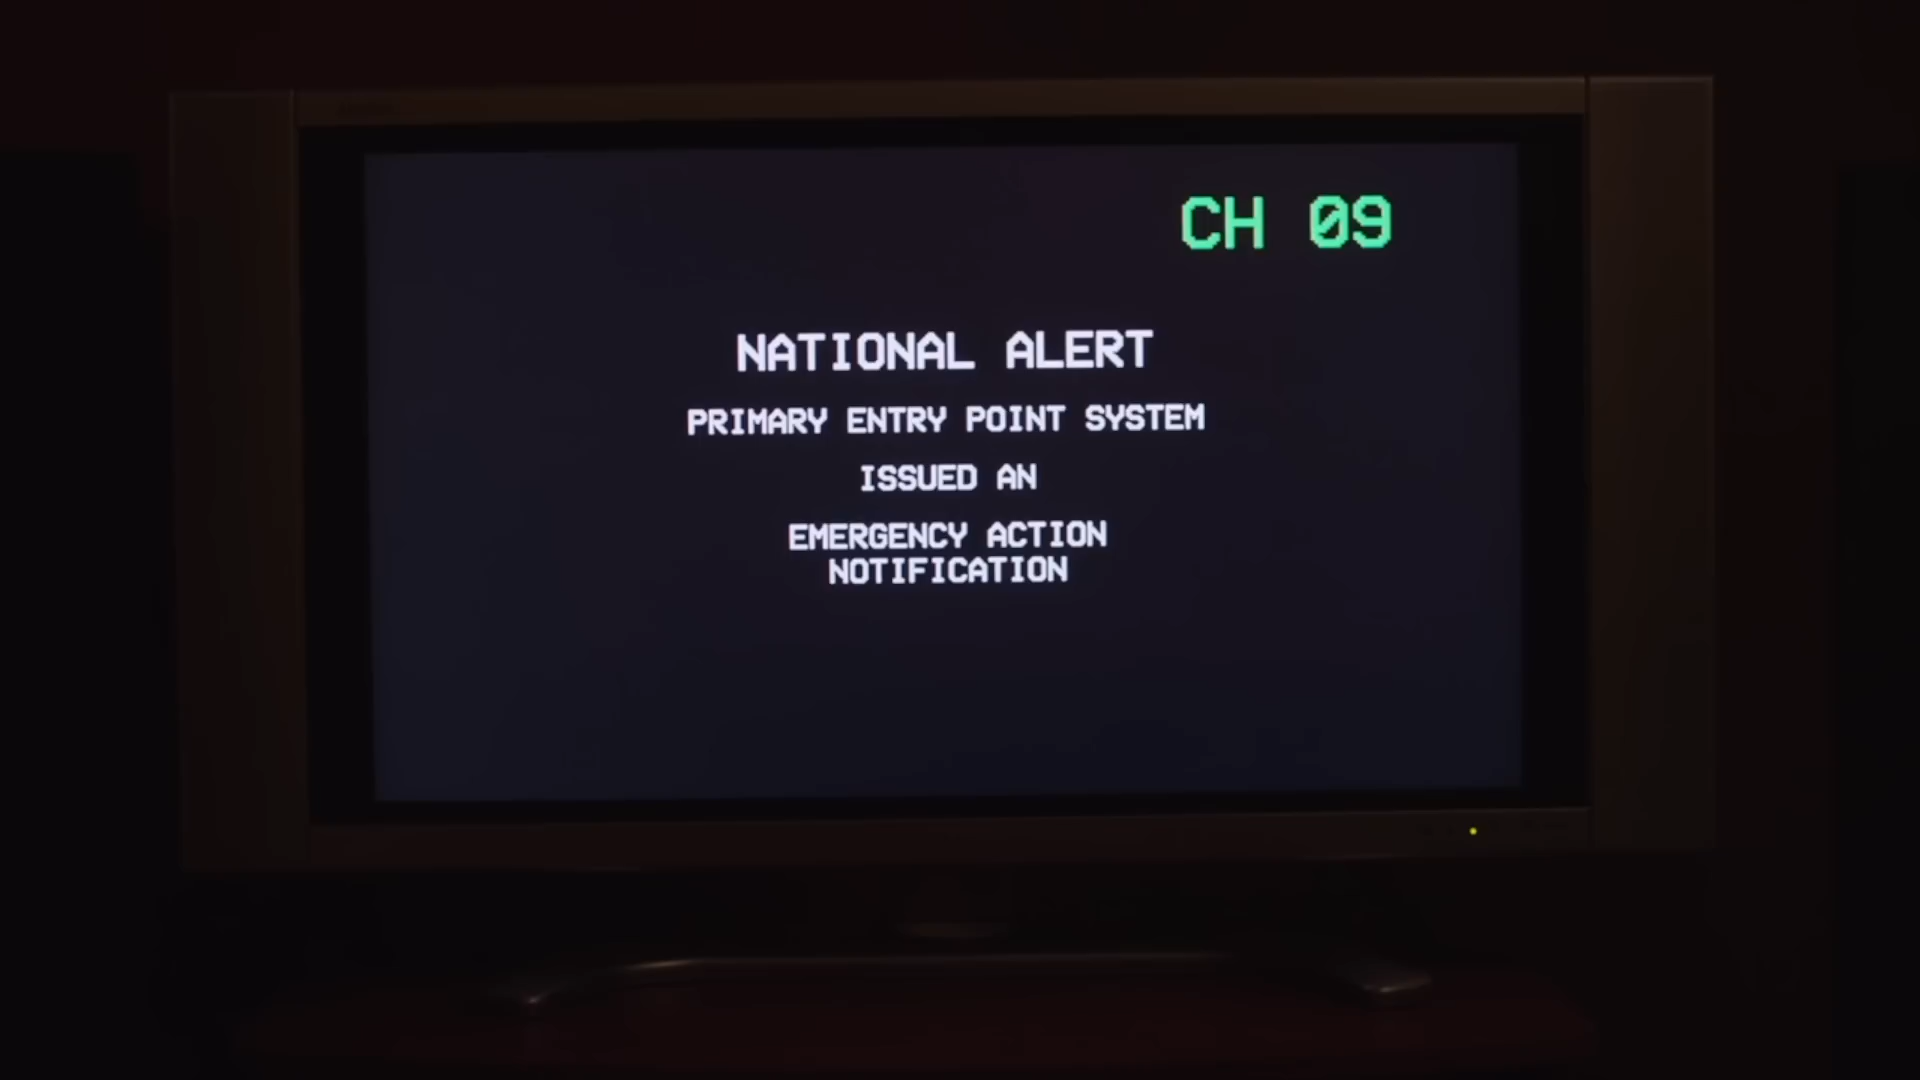 CH 09
NATIONAL ALERT
PRIMARY ENTRY POINT SYSTEM
ISSUED AN
EMERGENCY ACTION
NOTIFICATION